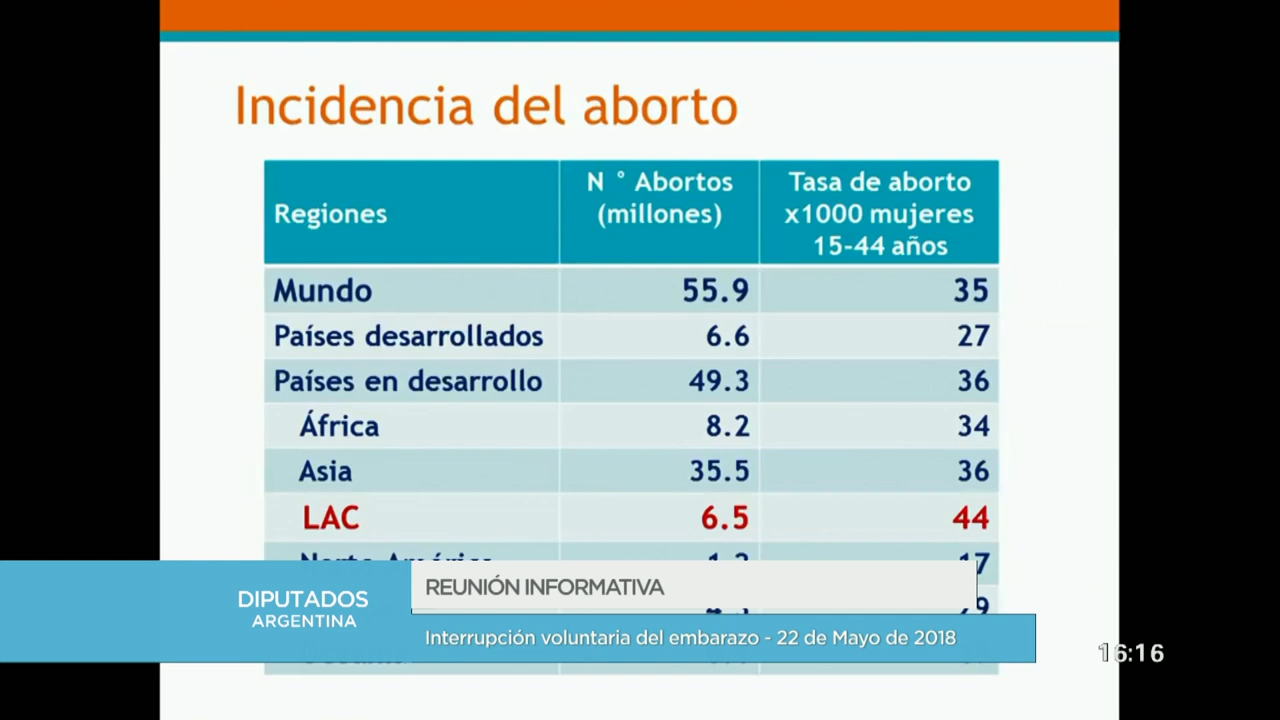 Incidencia del aborto
Regiones
N ° Abortos
(millones)
Tasa de aborto
x1000 mujeres
15-44 años
Mundo 55.9 35
Países desarrollados 6.6 27
Países en desarrollo 49.3 36
África 8.2 34
Asia 35.5 36
LAC 6.5 44
17
29
DIPUTADOS
ARGENTINA
REUNIÓN INFORMATIVA
Interrupción voluntaria del embarazo - 22 de Mayo de 2018
16:16